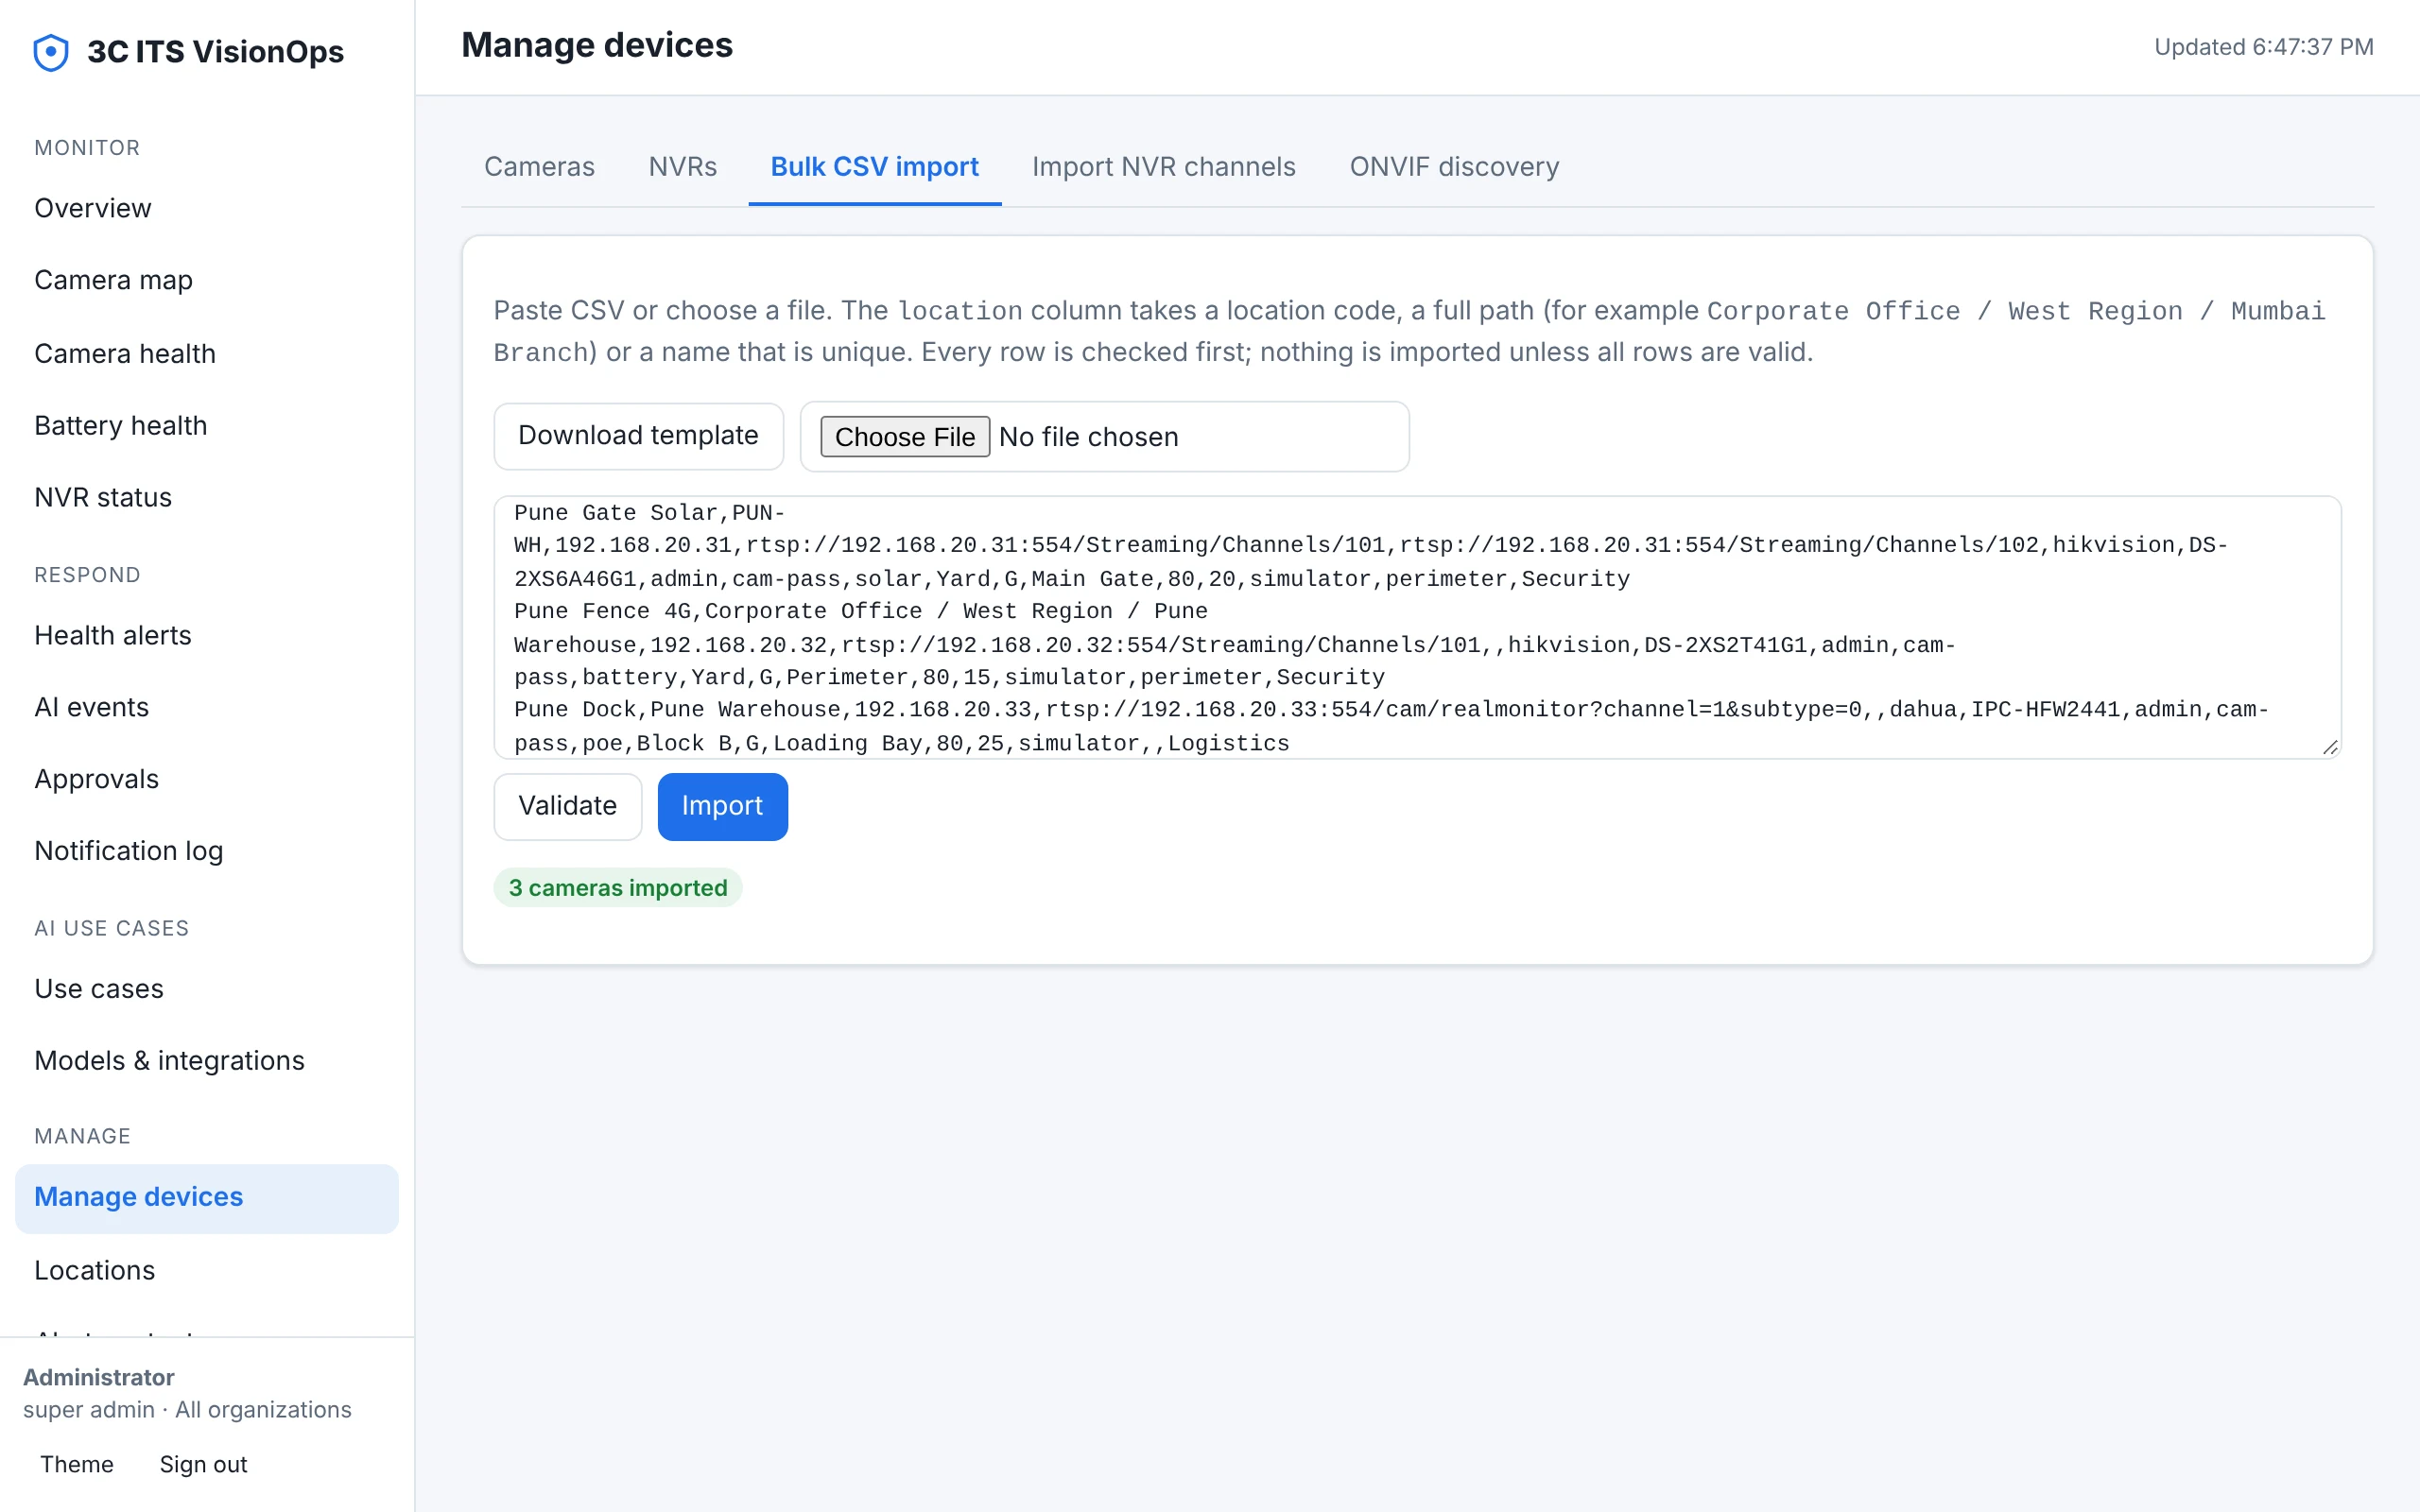 3C ITS VisionOps
MONITOR
Overview
Camera map
Camera health
Battery health
NVR status
RESPOND
Health alerts
AI events
Approvals
Notification log
AI USE CASES
Use cases
Models & integrations
MANAGE
Manage devices
Locations
Administrator
super admin · All organizations
Theme Sign out
Manage devices
Updated 6:47:37 PM
Cameras NVRs Bulk CSV import Import NVR channels ONVIF discovery
Paste CSV or choose a file. The location column takes a location code, a full path (for example Corporate Office / West Region / Mumbai
Branch) or a name that is unique. Every row is checked first; nothing is imported unless all rows are valid.
Download template Choose File No file chosen
Pune Gate Solar,PUN-
WH,192.168.20.31,rtsp://192.168.20.31:554/Streaming/Channels/101,rtsp://192.168.20.31:554/Streaming/Channels/102,hikvision,DS-
2XS6A46G1,admin,cam-pass,solar,Yard,G,Main Gate,80,20,simulator,perimeter,Security
Pune Fence 4G,Corporate Office / West Region / Pune
Warehouse,192.168.20.32,rtsp://192.168.20.32:554/Streaming/Channels/101,,hikvision,DS-2XS2T41G1,admin,cam-
pass,battery,Yard,G,Perimeter,80,15,simulator,perimeter,Security
Pune Dock,Pune Warehouse,192.168.20.33,rtsp://192.168.20.33:554/cam/realmonitor?channel=1&subtype=0,,dahua,IPC-HFW2441,admin,cam-
pass,poe,Block B,G,Loading Bay,80,25,simulator,,Logistics
Validate Import
3 cameras imported